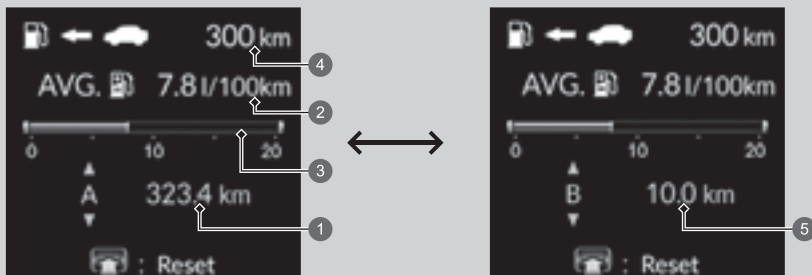 300 km
4
AVG. 7.8 l/100km
2
0 10 20
3
A 323.4 km
1
: Reset
300 km
AVG. 7.8 l/100km
0 10 20
B 10.0 km
5
: Reset